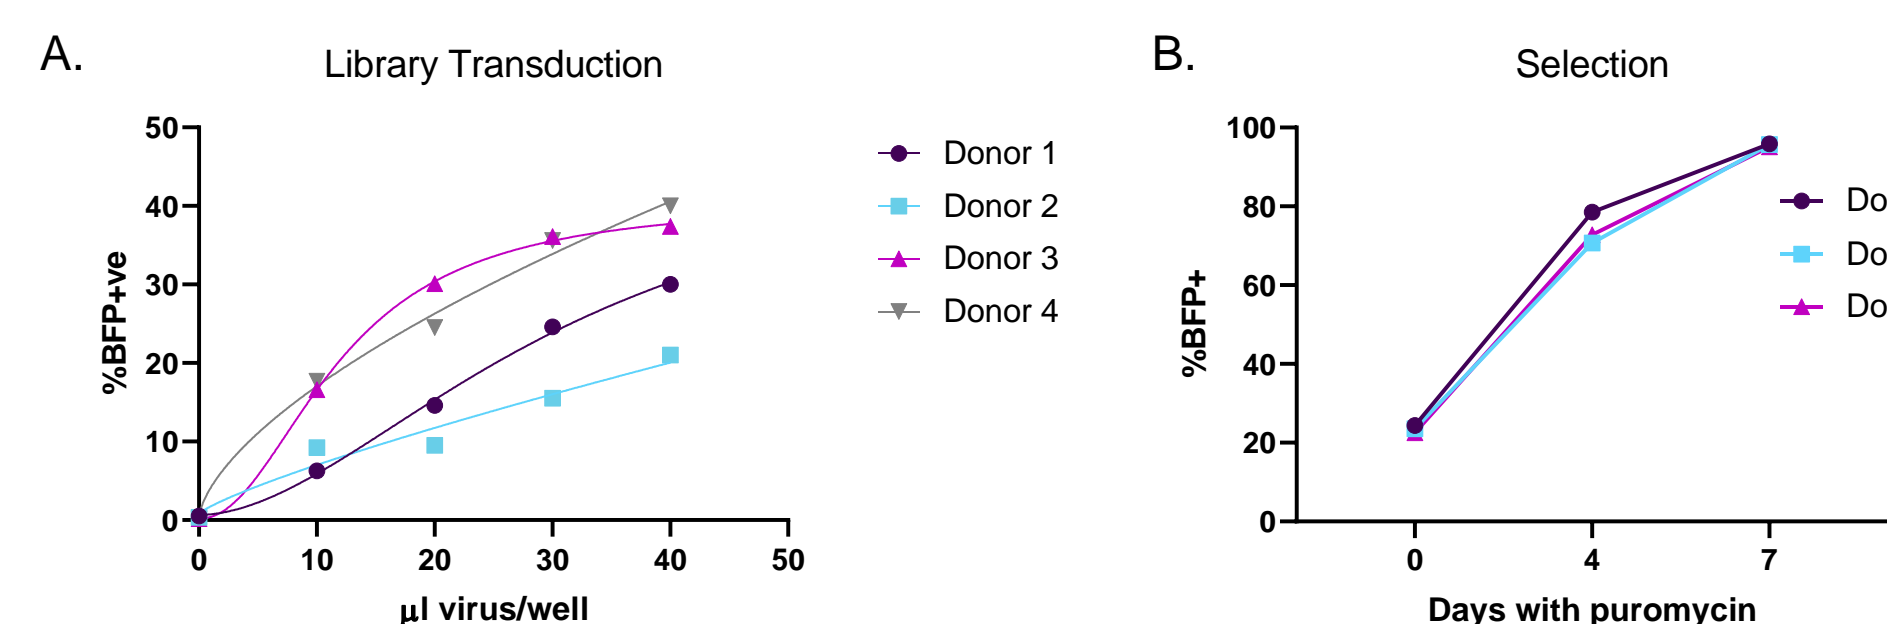 A.
Library Transduction
50
40
30
20
10
0
%BFP+ve
0 10 20 30 40 50
µl virus/well
Donor 1
Donor 2
Donor 3
Donor 4
B.
Selection
100
80
60
40
20
0
%BFP+
0 4 7
Days with puromycin
Do
Do
Do